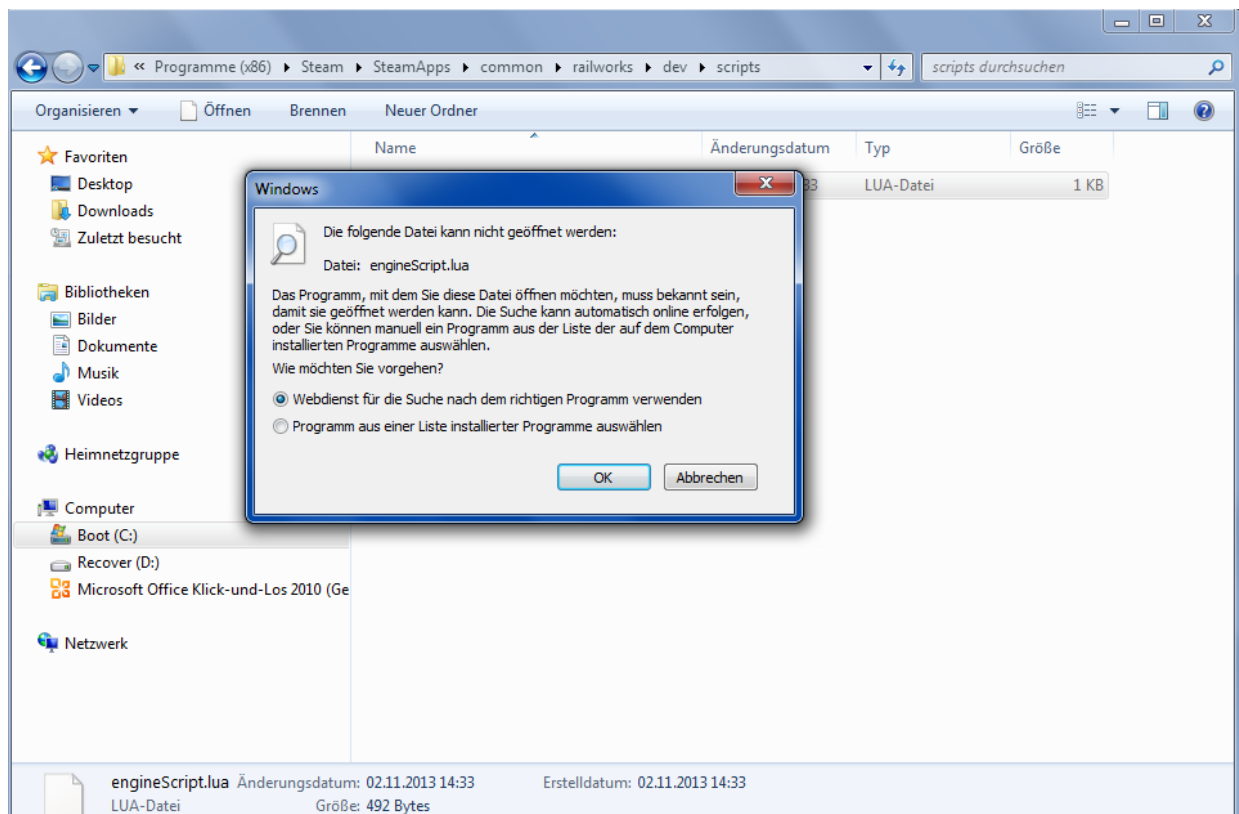 « Programme (x86) Steam SteamApps common railworks dev scripts
scripts durchsuchen
Organisieren Öffnen Brennen Neuer Ordner
Name Änderungsdatum Typ Größe
Favoriten
Desktop
Downloads
Zuletzt besucht
Bibliotheken
Bilder
Dokumente
Musik
Videos
Heimnetzgruppe
Computer
Boot (C:)
Recover (D:)
Microsoft Office Klick-und-Los 2010 (Ge
Netzwerk
33 LUA-Datei 1 KB
Windows
Die folgende Datei kann nicht geöffnet werden:
Datei: engineScript.lua
Das Programm, mit dem Sie diese Datei öffnen möchten, muss bekannt sein,
damit sie geöffnet werden kann. Die Suche kann automatisch online erfolgen,
oder Sie können manuell ein Programm aus der Liste der auf dem Computer
installierten Programme auswählen.
Wie möchten Sie vorgehen?
Webdienst für die Suche nach dem richtigen Programm verwenden
Programm aus einer Liste installierter Programme auswählen
OK Abbrechen
engineScript.lua Änderungsdatum: 02.11.2013 14:33 Erstelldatum: 02.11.2013 14:33
LUA-Datei Größe: 492 Bytes